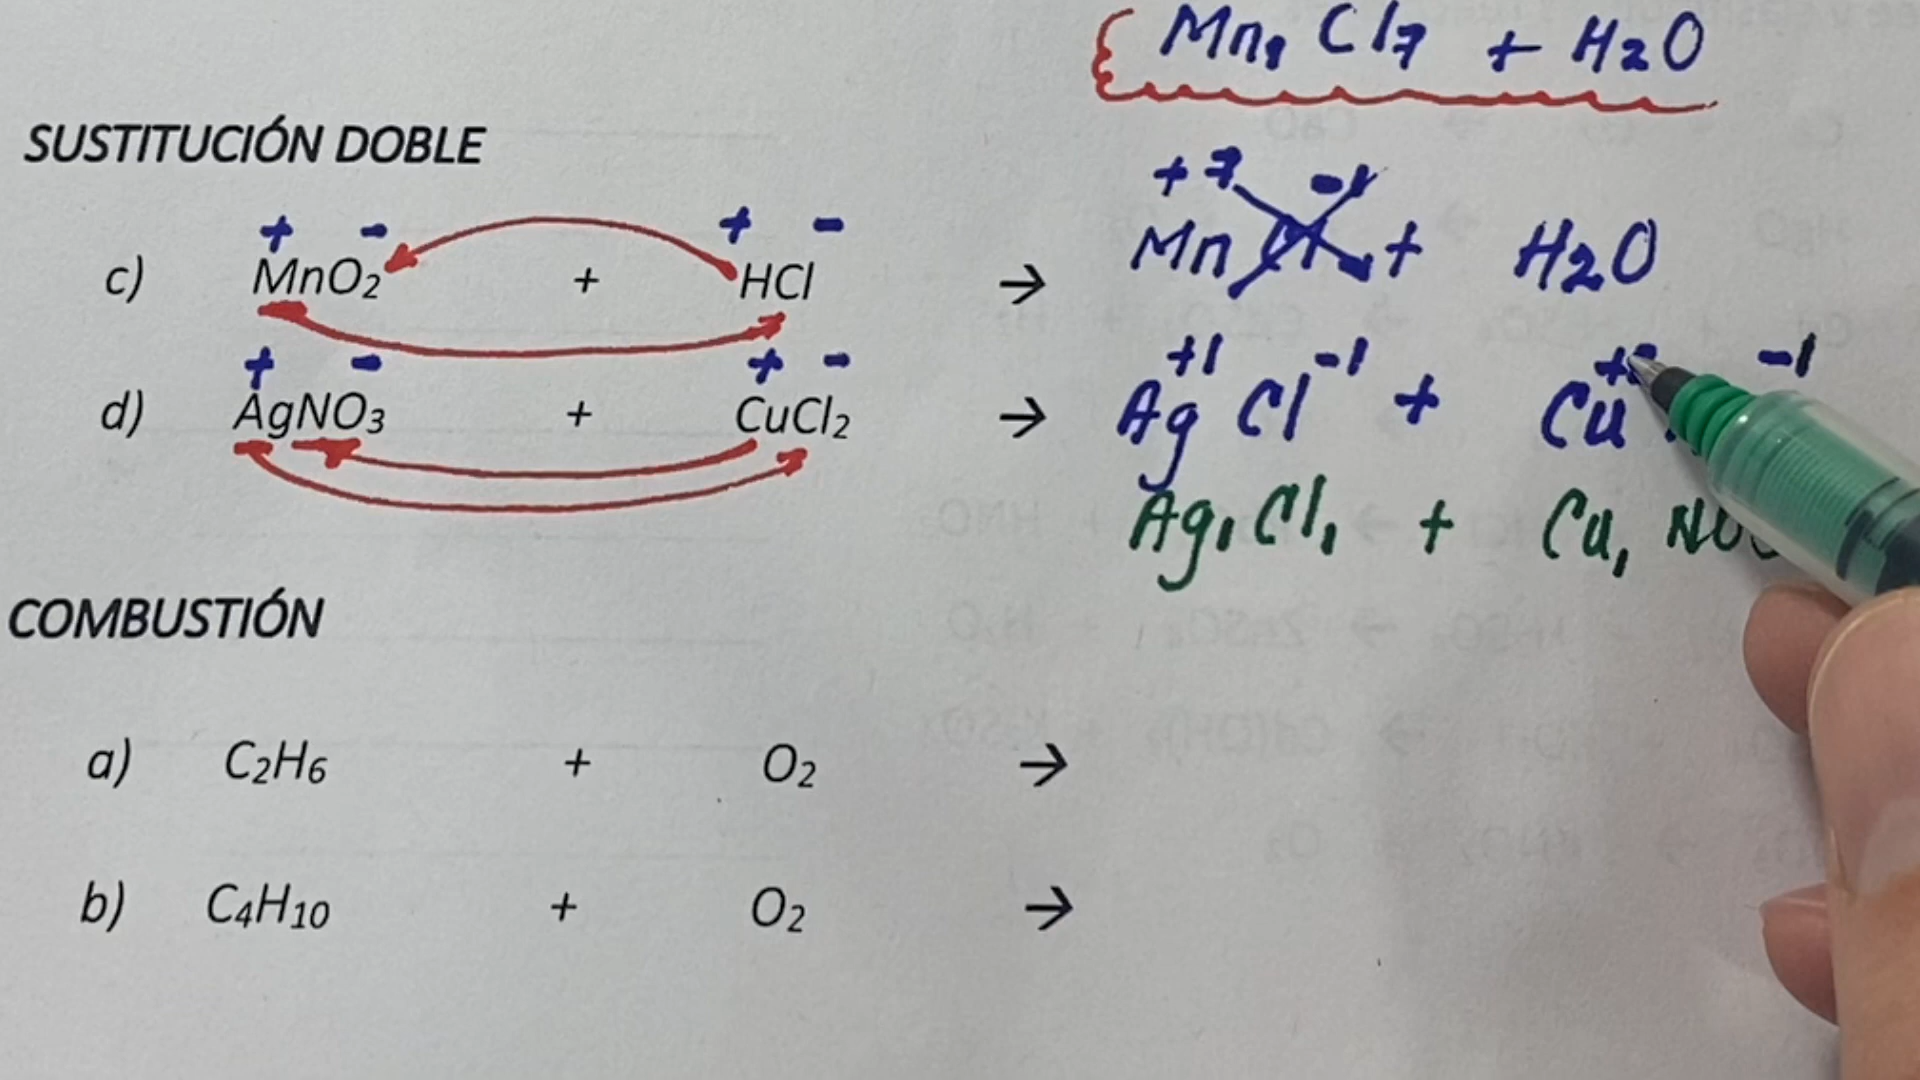 Mn₁ Cl₇ + H₂O
SUSTITUCIÓN DOBLE
+ - + - +7 -1
c) MnO₂ + HCl → Mn Cl + H₂O
+ - + - +1 -1 -1
d) AgNO₃ + CuCl₂ → Ag Cl + Cu
Ag₁ Cl₁ + Cu₁
COMBUSTIÓN
a) C₂H₆ + O₂ →
b) C₄H₁₀ + O₂ →